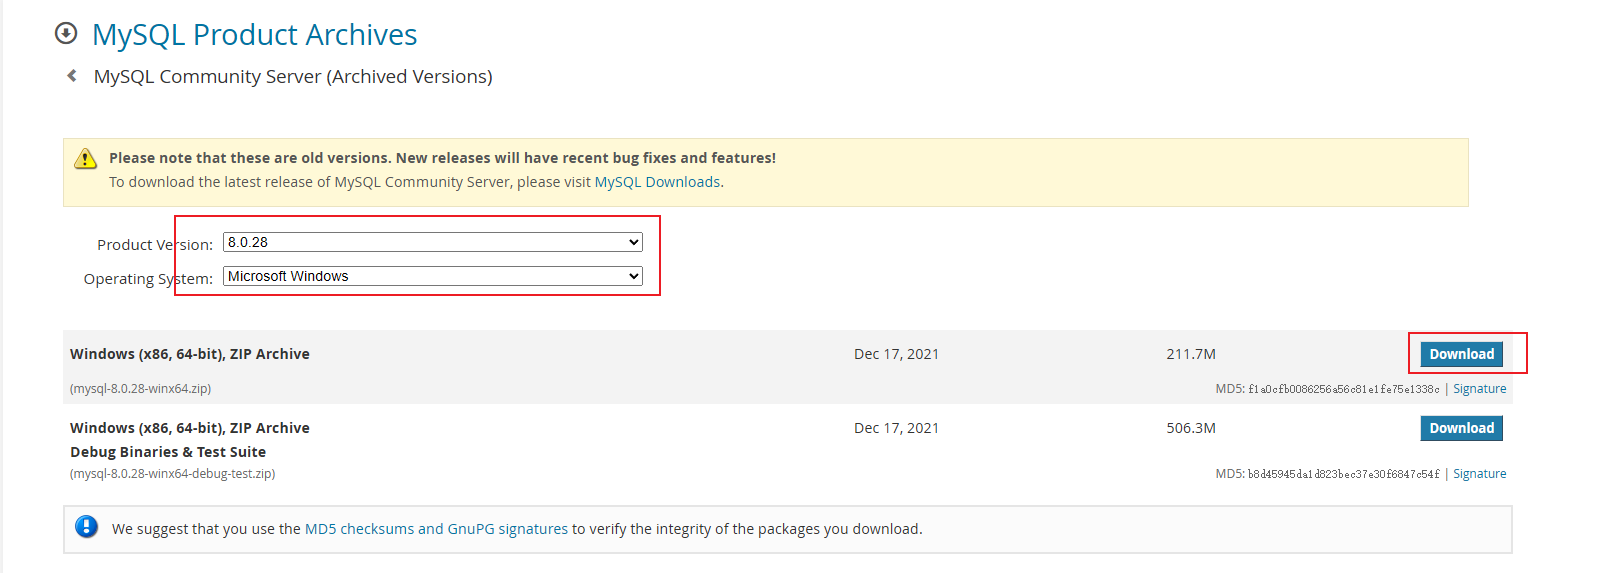 MySQL Product Archives
MySQL Community Server (Archived Versions)
Please note that these are old versions. New releases will have recent bug fixes and features!
To download the latest release of MySQL Community Server, please visit MySQL Downloads.
Product Version: 8.0.28
Operating System: Microsoft Windows
Windows (x86, 64-bit), ZIP Archive Dec 17, 2021 211.7M Download
(mysql-8.0.28-winx64.zip) MD5: f1a0cfb0086256a56c81e1fe75e1338c | Signature
Windows (x86, 64-bit), ZIP Archive Dec 17, 2021 506.3M Download
Debug Binaries & Test Suite
(mysql-8.0.28-winx64-debug-test.zip) MD5: b8d45945da1d823bec37e30f6847c54f | Signature
We suggest that you use the MD5 checksums and GnuPG signatures to verify the integrity of the packages you download.